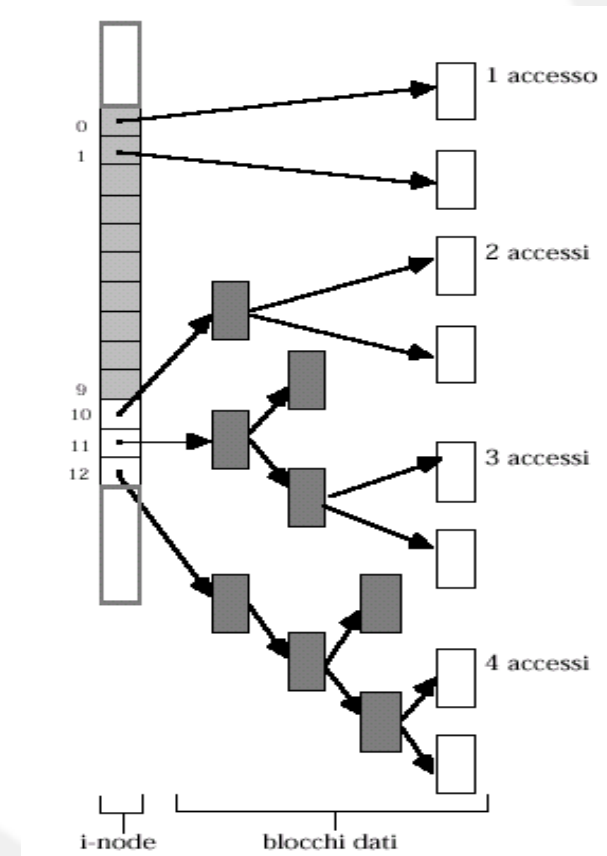 1 accesso
0
1
2 accessi
9
10
11
3 accessi
12
4 accessi
i-node
blocchi dati